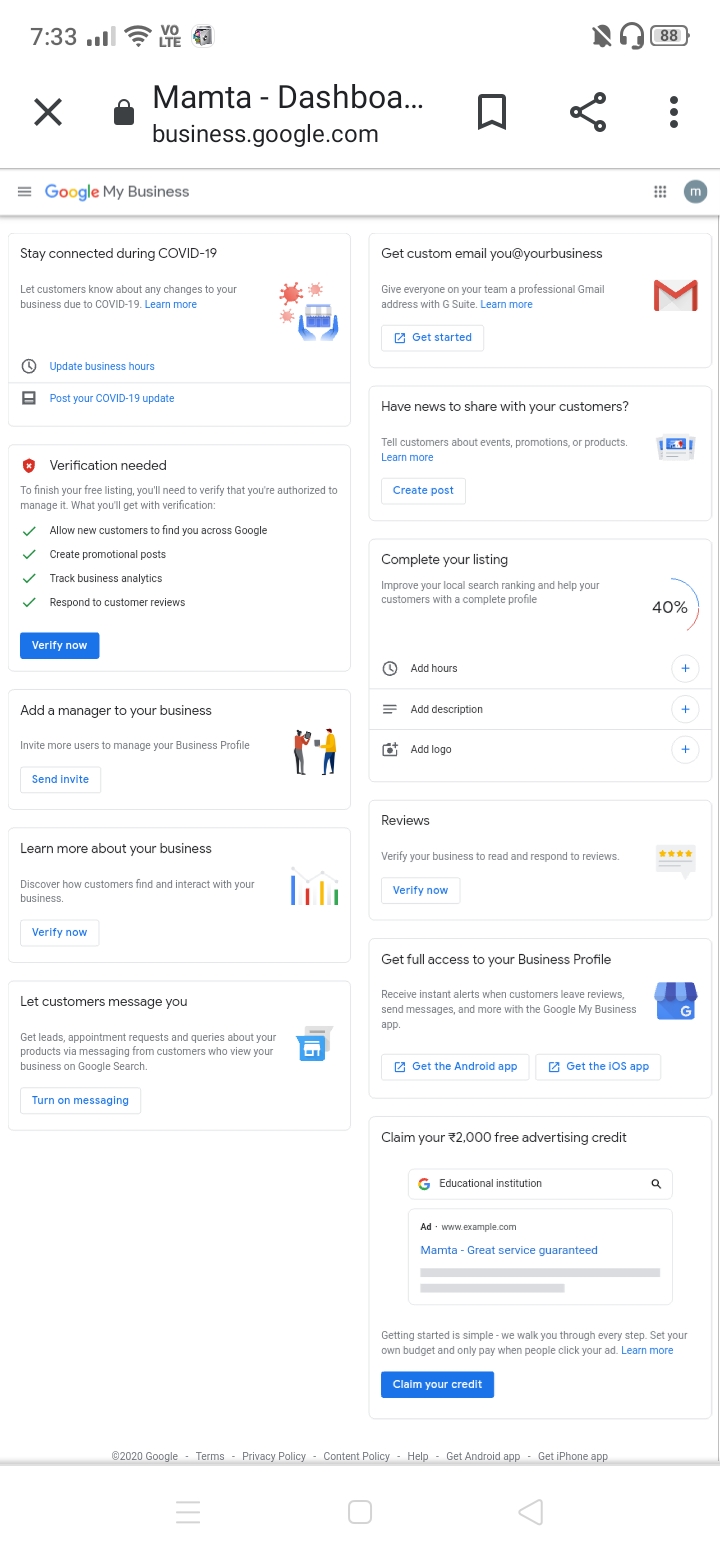 7:33
VO
LTE
88
Mamta - Dashboa...
business.google.com
Google My Business
m
Stay connected during COVID-19
Let customers know about any changes to your
business due to COVID-19. Learn more
Update business hours
Post your COVID-19 update
Verification needed
To finish your free listing, you'll need to verify that you're authorized to
manage it. What you'll get with verification:
Allow new customers to find you across Google
Create promotional posts
Track business analytics
Respond to customer reviews
Verify now
Add a manager to your business
Invite more users to manage your Business Profile
Send invite
Learn more about your business
Discover how customers find and interact with your
business.
Verify now
Let customers message you
Get leads, appointment requests and queries about your
products via messaging from customers who view your
business on Google Search.
Turn on messaging
Get custom email you@yourbusiness
Give everyone on your team a professional Gmail
address with G Suite. Learn more
Get started
Have news to share with your customers?
Tell customers about events, promotions, or products.
Learn more
Create post
Complete your listing
Improve your local search ranking and help your
customers with a complete profile
40%
Add hours
Add description
Add logo
Reviews
Verify your business to read and respond to reviews.
Verify now
Get full access to your Business Profile
Receive instant alerts when customers leave reviews,
send messages, and more with the Google My Business
app.
G
Get the Android app
Get the iOS app
Claim your ₹2,000 free advertising credit
G
Educational institution
Ad · www.example.com
Mamta - Great service guaranteed
Getting started is simple - we walk you through every step. Set your
own budget and only pay when people click your ad. Learn more
Claim your credit
©2020 Google - Terms - Privacy Policy - Content Policy - Help - Get Android app - Get iPhone app